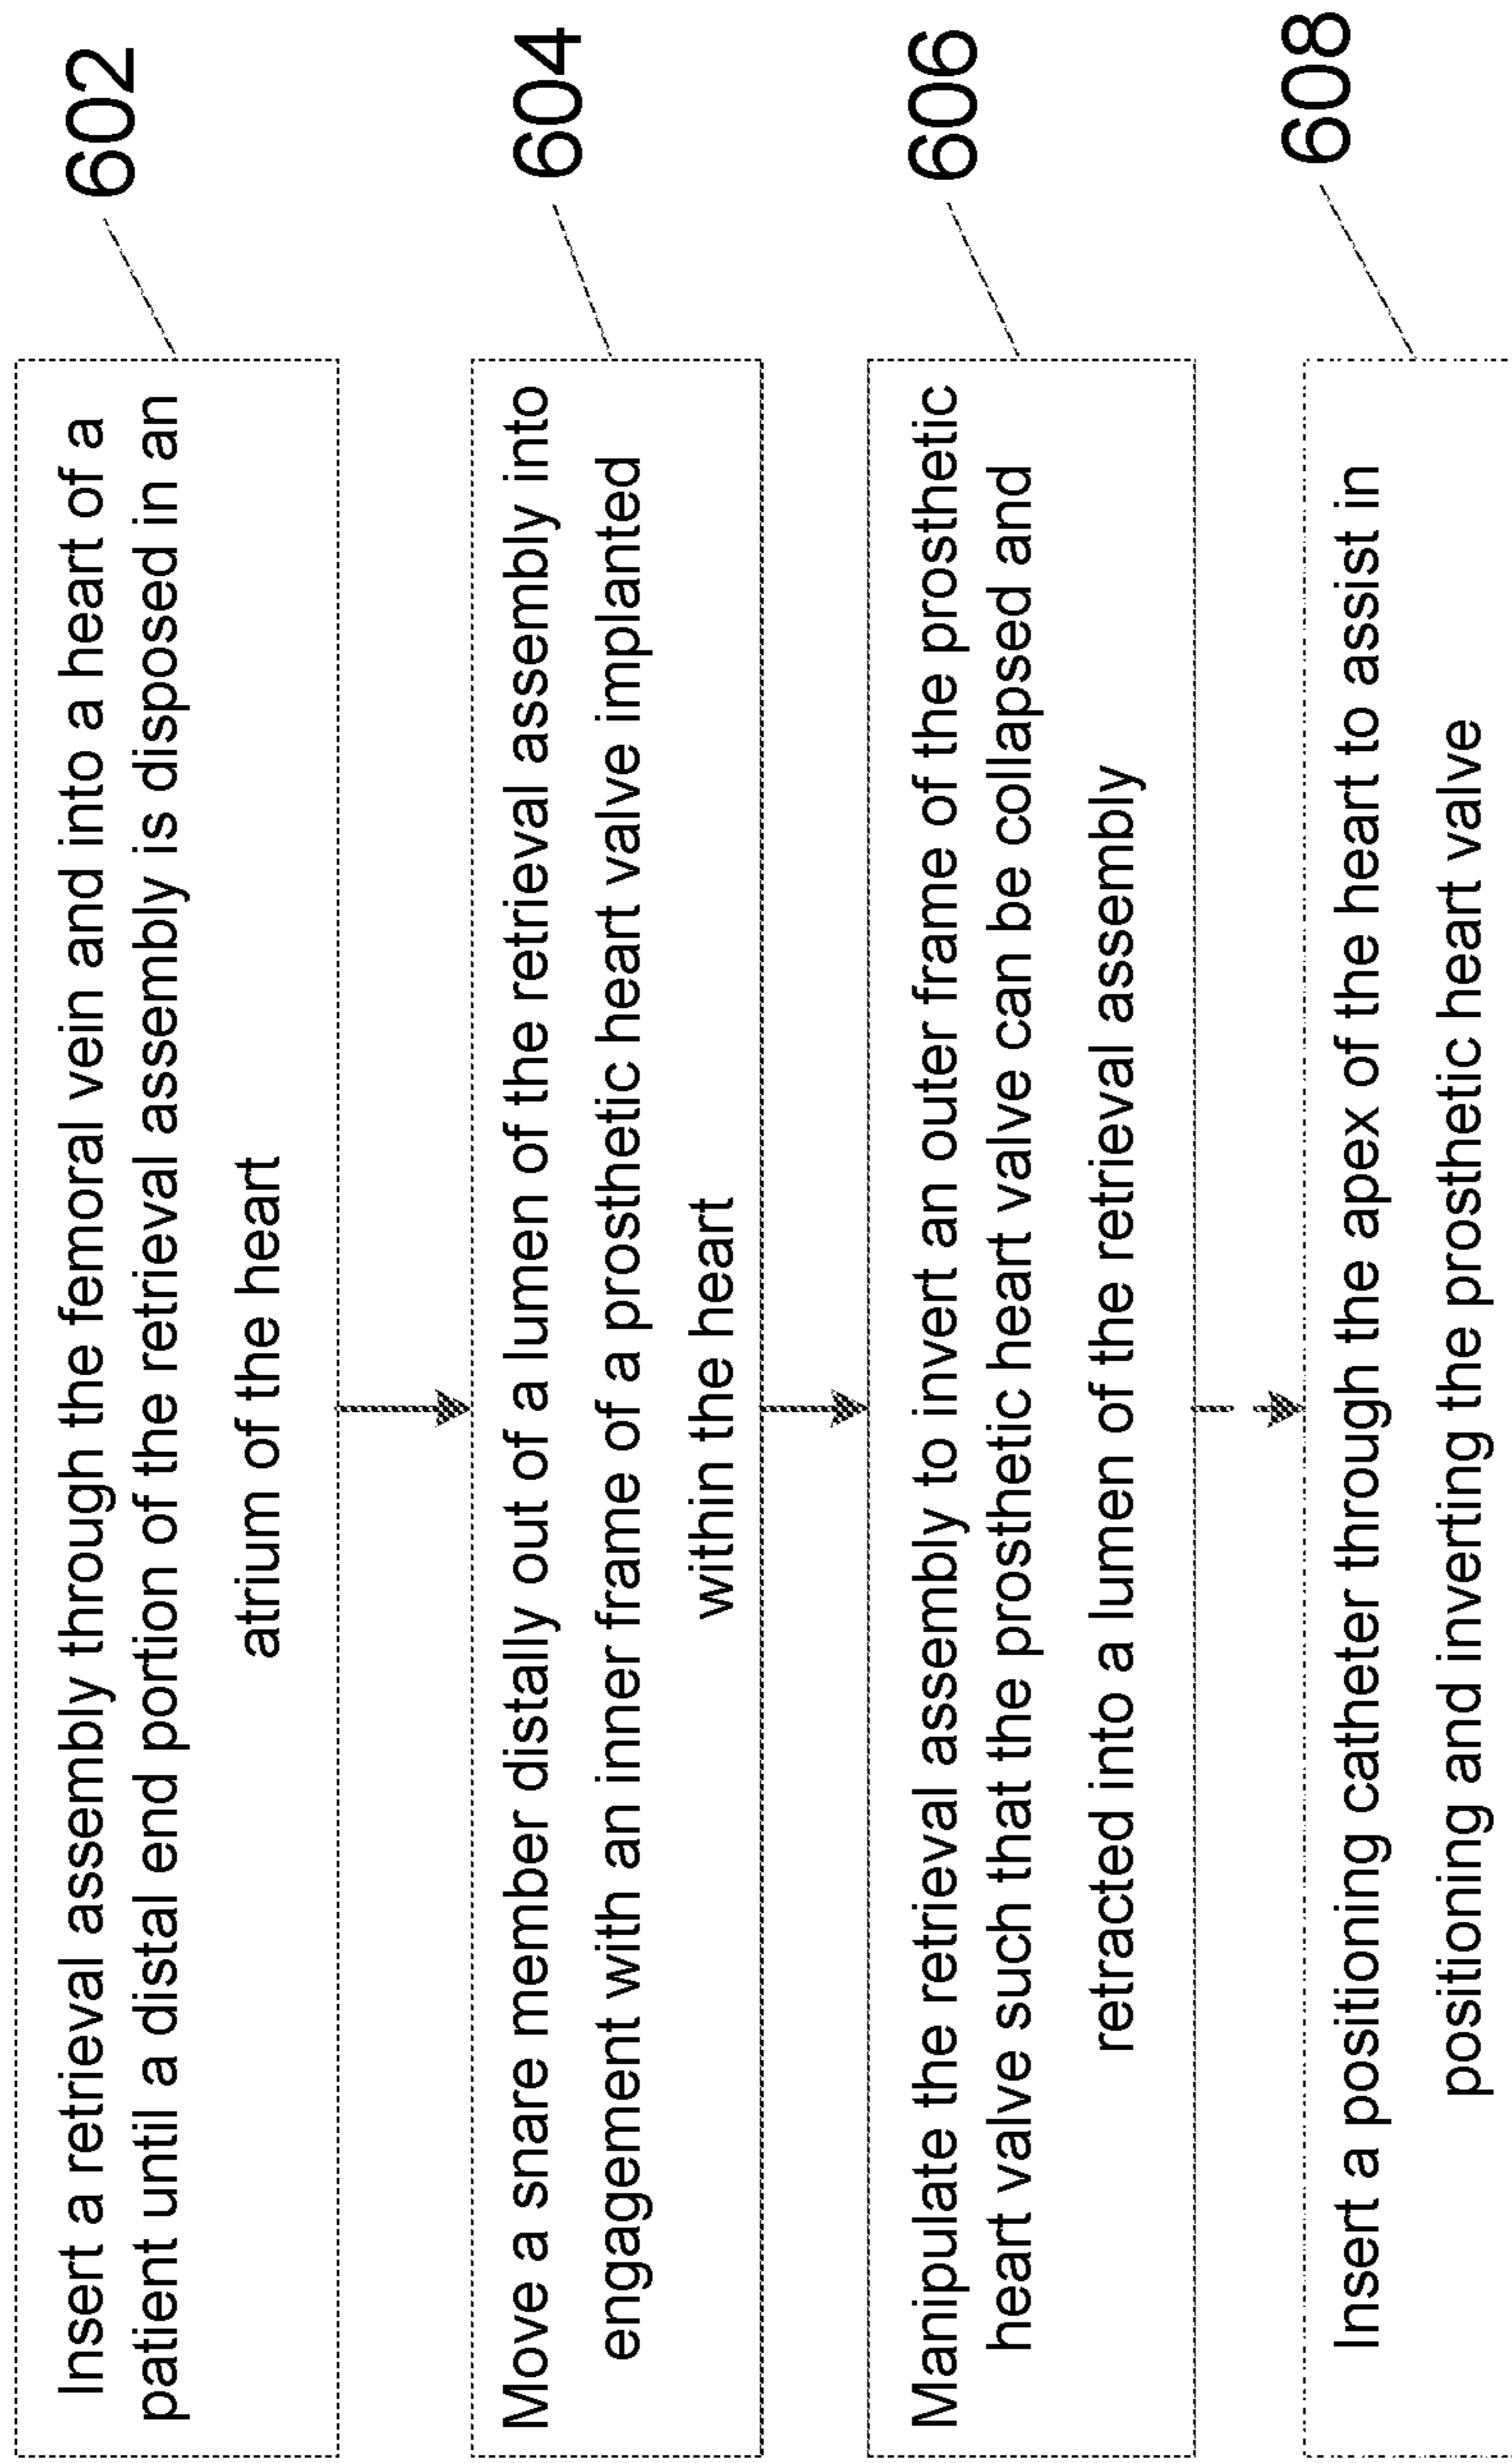 602
Insert a retrieval assembly through the femoral vein and into a heart of a
patient until a distal end portion of the retrieval assembly is disposed in an
atrium of the heart
604
Move a snare member distally out of a lumen of the retrieval assembly into
engagement with an inner frame of a prosthetic heart valve implanted
within the heart
606
Manipulate the retrieval assembly to invert an outer frame of the prosthetic
heart valve such that the prosthetic heart valve can be collapsed and
retracted into a lumen of the retrieval assembly
608
Insert a positioning catheter through the apex of the heart to assist in
positioning and inverting the prosthetic heart valve